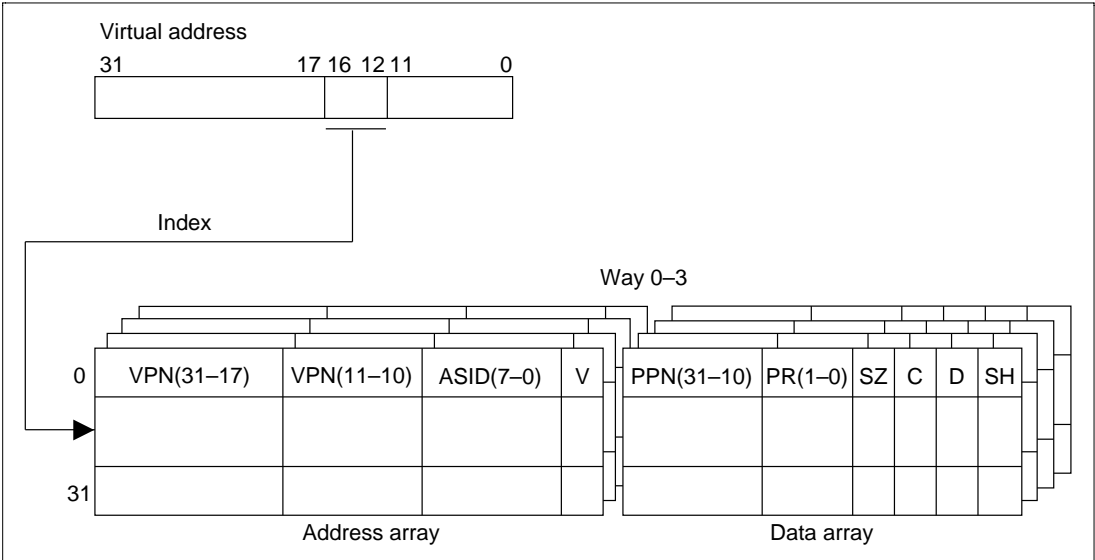 Virtual address
31 17 16 12 11 0
Index
Way 0–3
0 VPN(31–17) VPN(11–10) ASID(7–0) V PPN(31–10) PR(1–0) SZ C D SH
31
Address array Data array